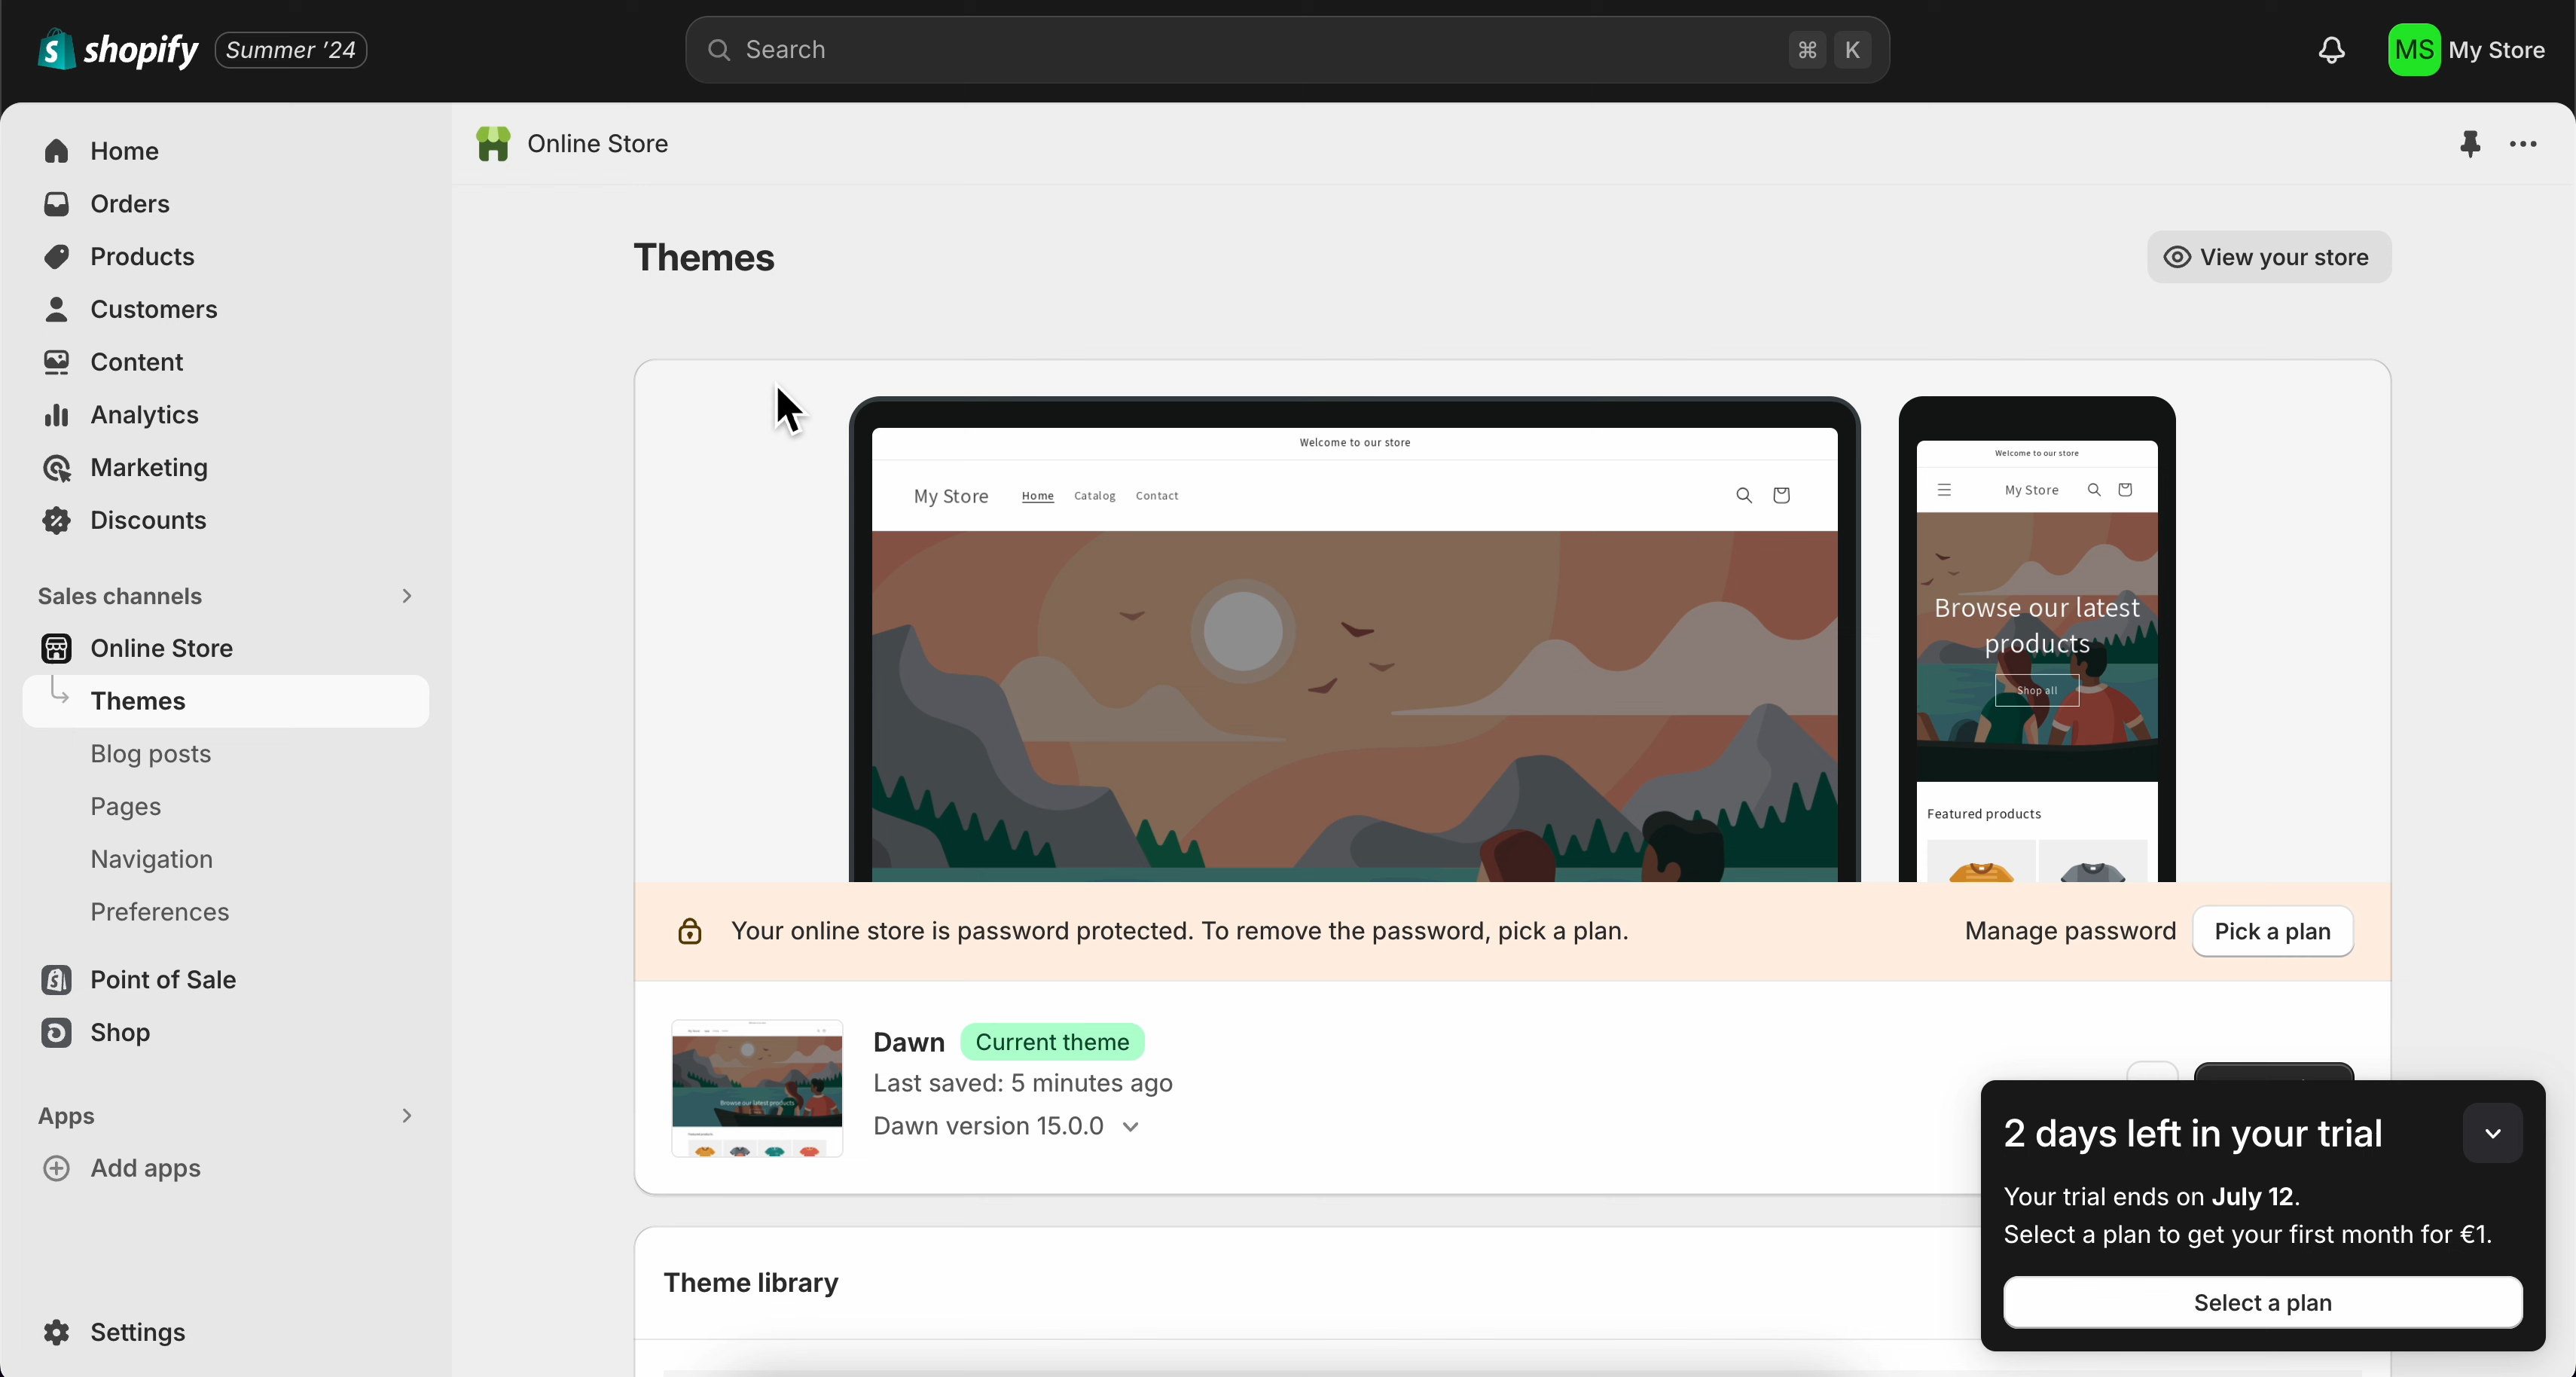 shopify Summer '24
Search
⌘ K
MS My Store
Home
Orders
Products
Customers
Content
Analytics
Marketing
Discounts
Sales channels
Online Store
Themes
Blog posts
Pages
Navigation
Preferences
Point of Sale
Shop
Apps
Add apps
Settings
Online Store
Themes
View your store
Welcome to our store
My Store Home Catalog Contact
Welcome to our store
My Store
Browse our latest
products
Shop all
Featured products
Your online store is password protected. To remove the password, pick a plan.
Manage password
Pick a plan
Browse our latest products
Dawn Current theme
Last saved: 5 minutes ago
Dawn version 15.0.0
Theme library
2 days left in your trial
Your trial ends on July 12.
Select a plan to get your first month for €1.
Select a plan